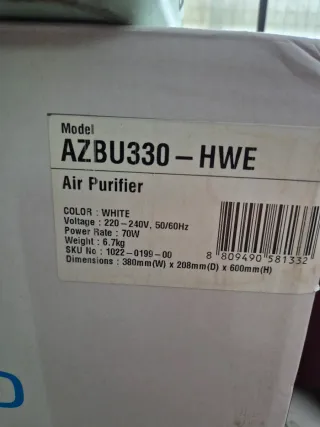 Model
AZBU330-HWE
Air Purifier
COLOR : WHITE
Voltage : 220-240V, 50/60Hz
Power Rate : 70W
Weight : 6.7kg
SKU No : 1022-0199-00
Dimensions : 380mm(W) x 208mm(D) x 600mm(H)
8 809490 581332